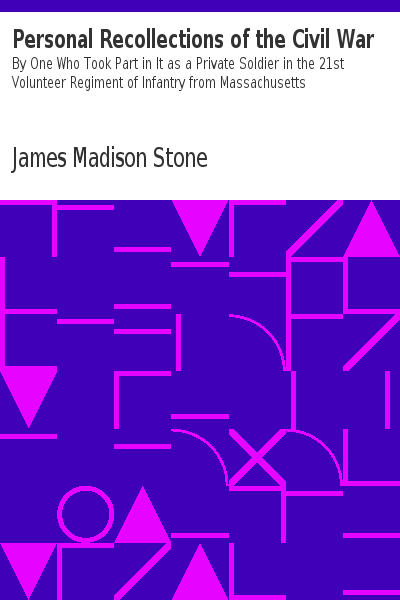 Personal Recollections of the Civil War
By One Who Took Part in It as a Private Soldier in the 21st
Volunteer Regiment of Infantry from Massachusetts
James Madison Stone